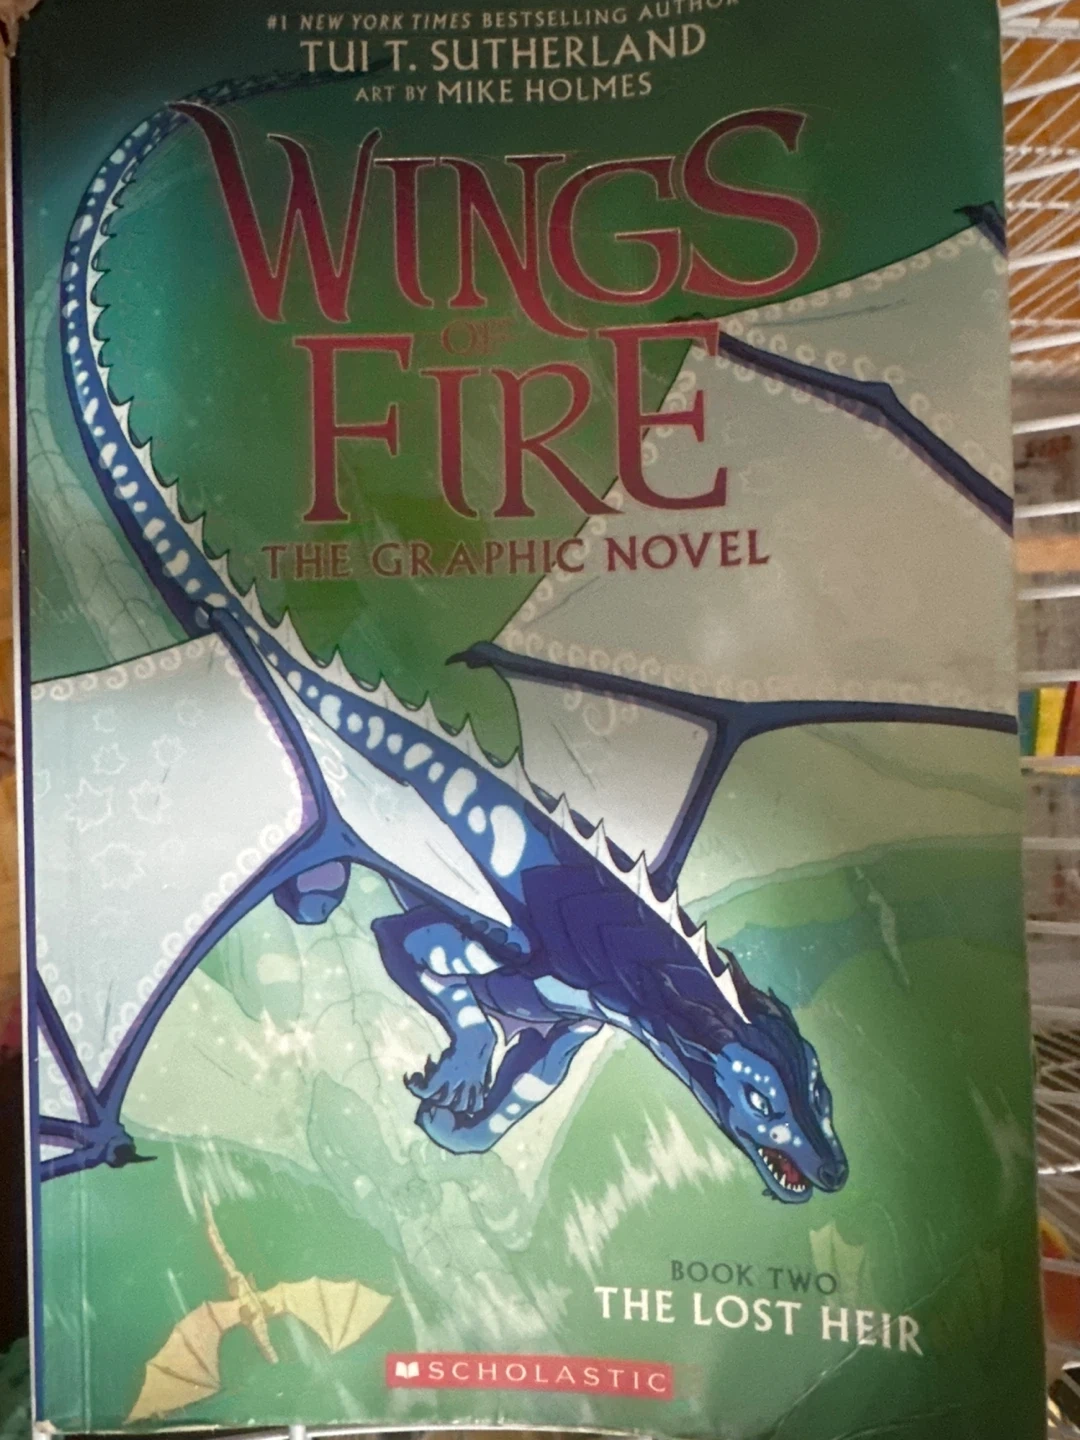 #1 NEW YORK TIMES BESTSELLING AUTHOR
TUI T. SUTHERLAND
ART BY MIKE HOLMES
WINGS
OF
FIRE
THE GRAPHIC NOVEL
BOOK TWO
THE LOST HEIR
SCHOLASTIC